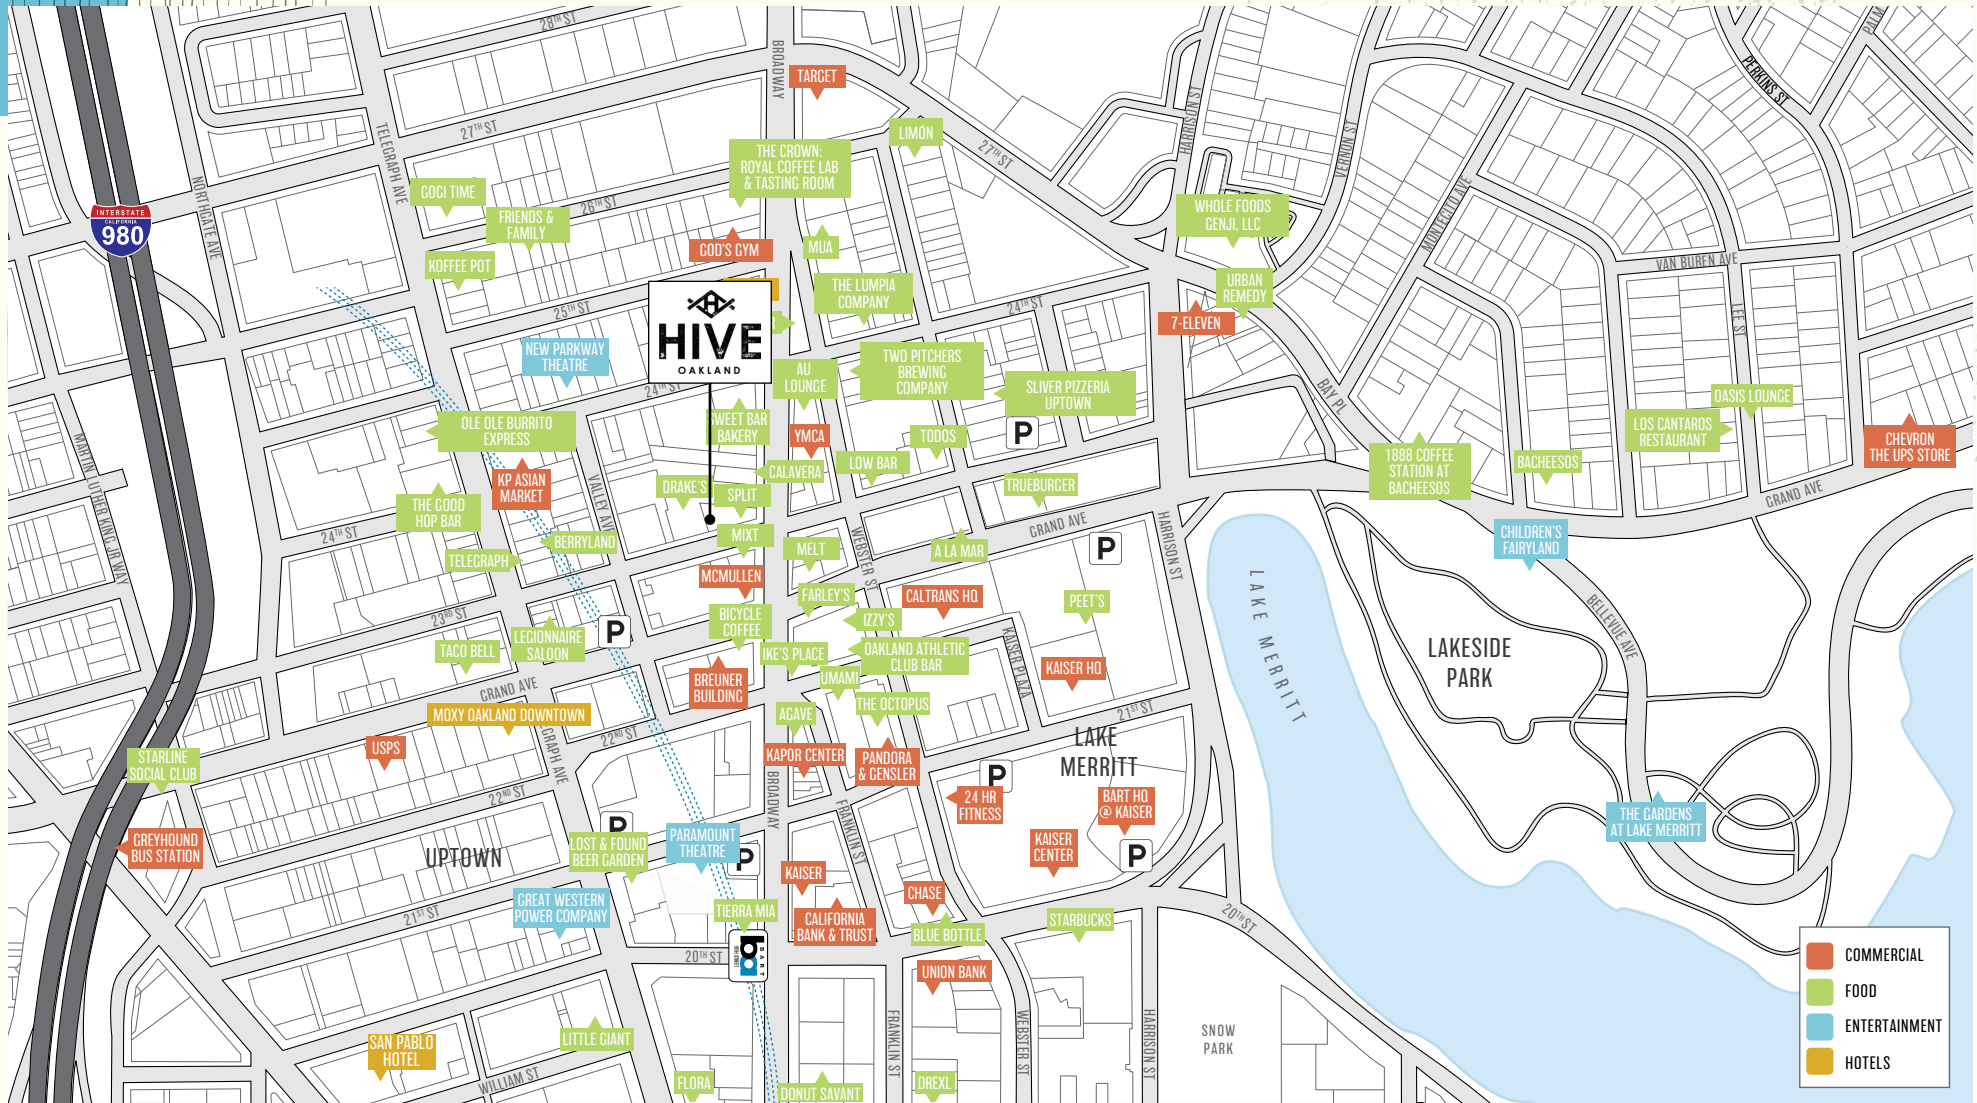 28TH ST
BROADWAY
TARGET
PALM
PERKINS ST
27TH ST
TELEGRAPH AVE
LIMÓN
27TH ST
HARRISON ST
VERNON ST
THE CROWN:
ROYAL COFFEE LAB
& TASTING ROOM
NORTHGATE AVE
GOGI TIME
26TH ST
FRIENDS &
FAMILY
MONTECITO AVE
WHOLE FOODS
GENJI, LLC
INTERSTATE
CALIFORNIA
980
GOD'S GYM
MUA
KOFFEE POT
VAN BUREN AVE
URBAN
REMEDY
THE LUMPIA
COMPANY
25TH ST
24TH ST
7-ELEVEN
LEE ST
HIVE
OAKLAND
NEW PARKWAY
THEATRE
TWO PITCHERS
BREWING
COMPANY
AU
LOUNGE
24TH ST
SLIVER PIZZERIA
UPTOWN
BAY PL
OASIS LOUNGE
OLE OLE BURRITO
EXPRESS
SWEET BAR
BAKERY
YMCA
TODOS
P
LOS CANTAROS
RESTAURANT
CHEVRON
THE UPS STORE
MARTIN LUTHER KING JR WAY
KP ASIAN
MARKET
VALLEY AVE
CALAVERA
LOW BAR
1888 COFFEE
STATION AT
BACHEESOS
BACHEESOS
DRAKE'S
SPLIT
TRUEBURGER
GRAND AVE
THE GOOD
HOP BAR
24TH ST
GRAND AVE
MIXT
MELT
A LA MAR
P
HARRISON ST
CHILDREN'S
FAIRYLAND
BERRYLAND
TELEGRAPH
WEBSTER ST
MCMULLEN
FARLEY'S
CALTRANS HQ
PEET'S
LAKE MERRITT
BELLEVUE AVE
23RD ST
BICYCLE
COFFEE
IZZY'S
P
LEGIONNAIRE
SALOON
TACO BELL
IKE'S PLACE
OAKLAND ATHLETIC
CLUB BAR
KAISER PLAZA
KAISER HQ
LAKESIDE
PARK
BREUNER
BUILDING
UMAMI
GRAND AVE
THE OCTOPUS
MOXY OAKLAND DOWNTOWN
AGAVE
21ST ST
22ND ST
LAKE
MERRITT
USPS
GRAPH AVE
KAPOR CENTER
PANDORA
& GENSLER
STARLINE
SOCIAL CLUB
BROADWAY
P
24 HR
FITNESS
BART HQ
@ KAISER
22ND ST
FRANKLIN ST
THE GARDENS
AT LAKE MERRITT
GREYHOUND
BUS STATION
UPTOWN
P
LOST & FOUND
BEER GARDEN
PARAMOUNT
THEATRE
P
KAISER
CENTER
P
KAISER
CHASE
GREAT WESTERN
POWER COMPANY
21ST ST
TIERRA MIA
CALIFORNIA
BANK & TRUST
BLUE BOTTLE
STARBUCKS
20TH ST
20TH ST
BART
UNION BANK
COMMERCIAL
FOOD
ENTERTAINMENT
HOTELS
SAN PABLO
HOTEL
LITTLE GIANT
FRANKLIN ST
WEBSTER ST
HARRISON ST
SNOW
PARK
WILLIAM ST
FLORA
DONUT SAVANT
DREXL